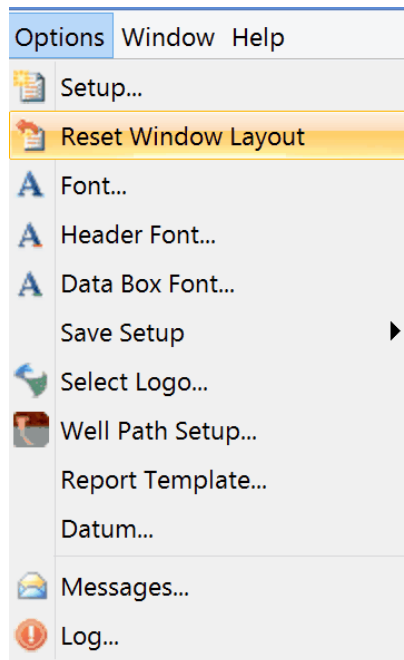 Options Window Help
Setup...
Reset Window Layout
Font...
Header Font...
Data Box Font...
Save Setup
Select Logo...
Well Path Setup...
Report Template...
Datum...
Messages...
Log...